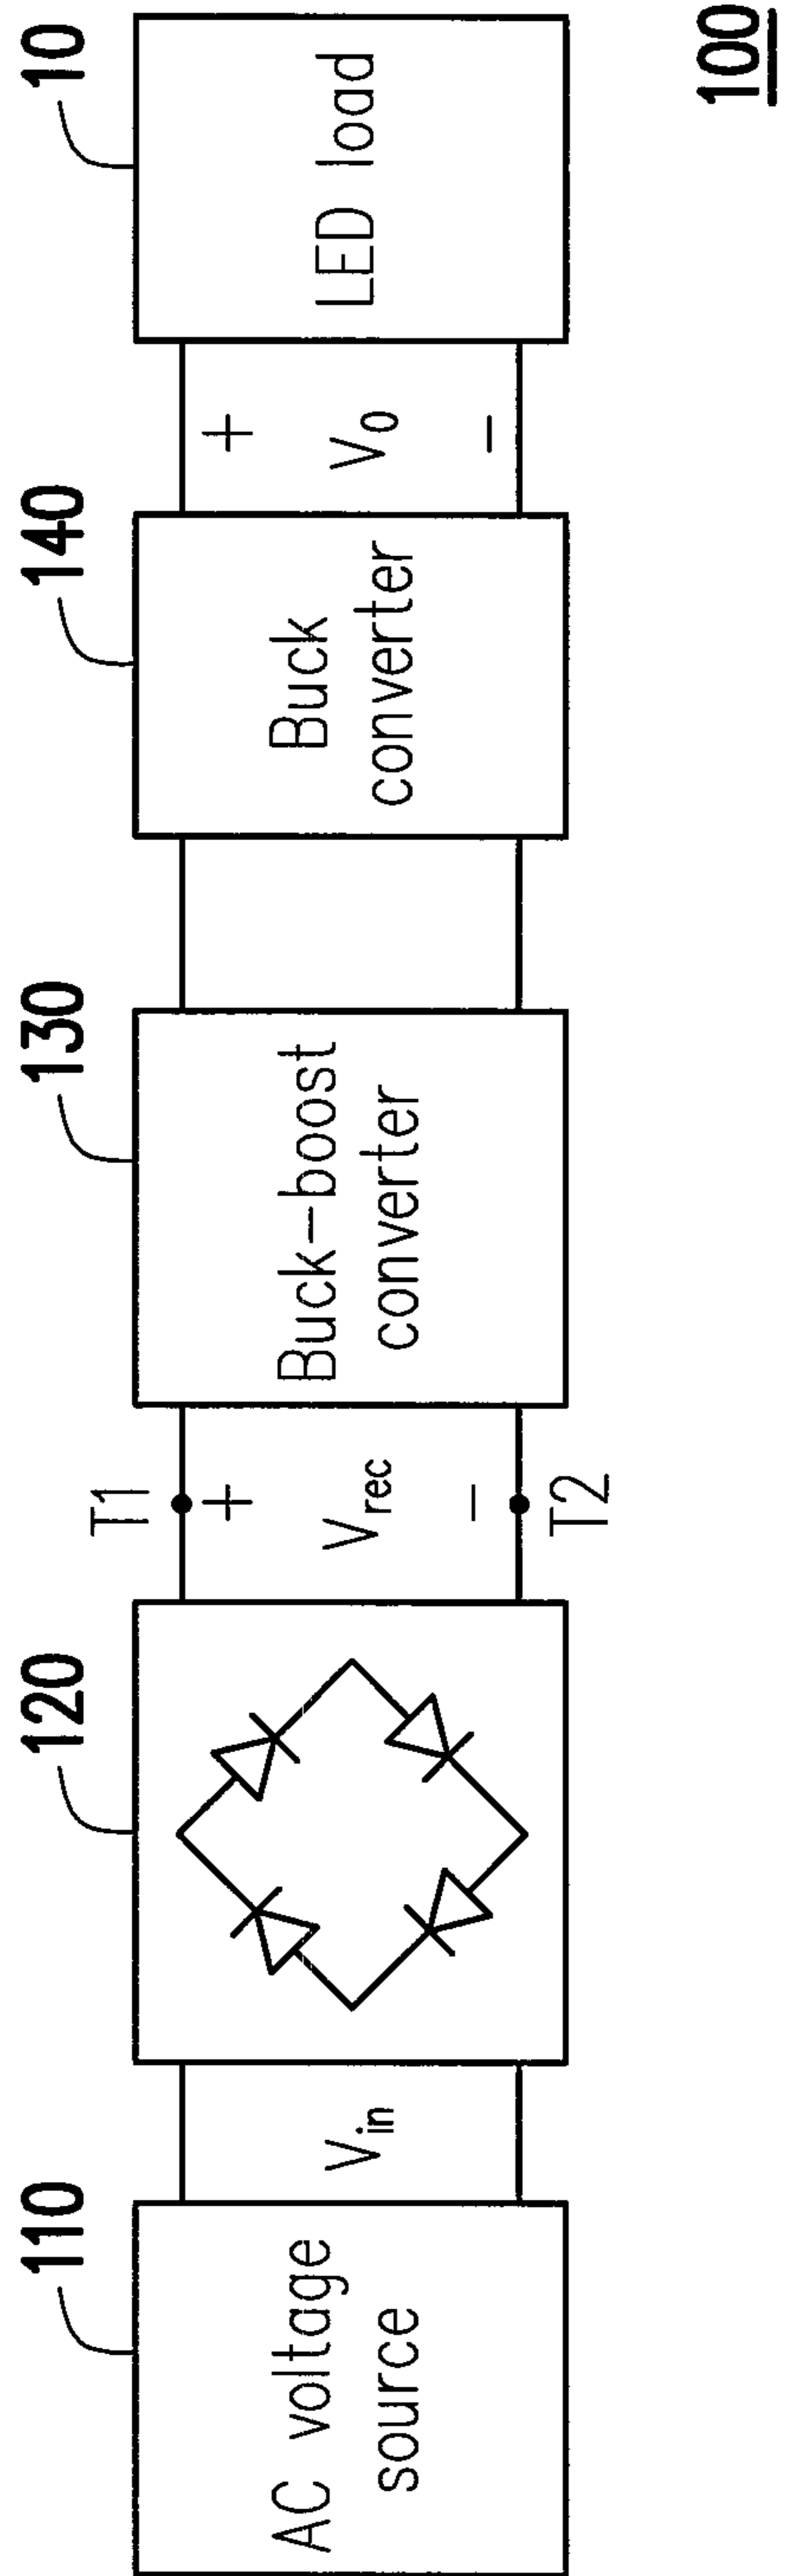 110
120
130
140
10
AC voltage
source
Vin
T1
+
Vrec
−
T2
Buck-boost
converter
Buck
converter
+
V0
−
LED load
100